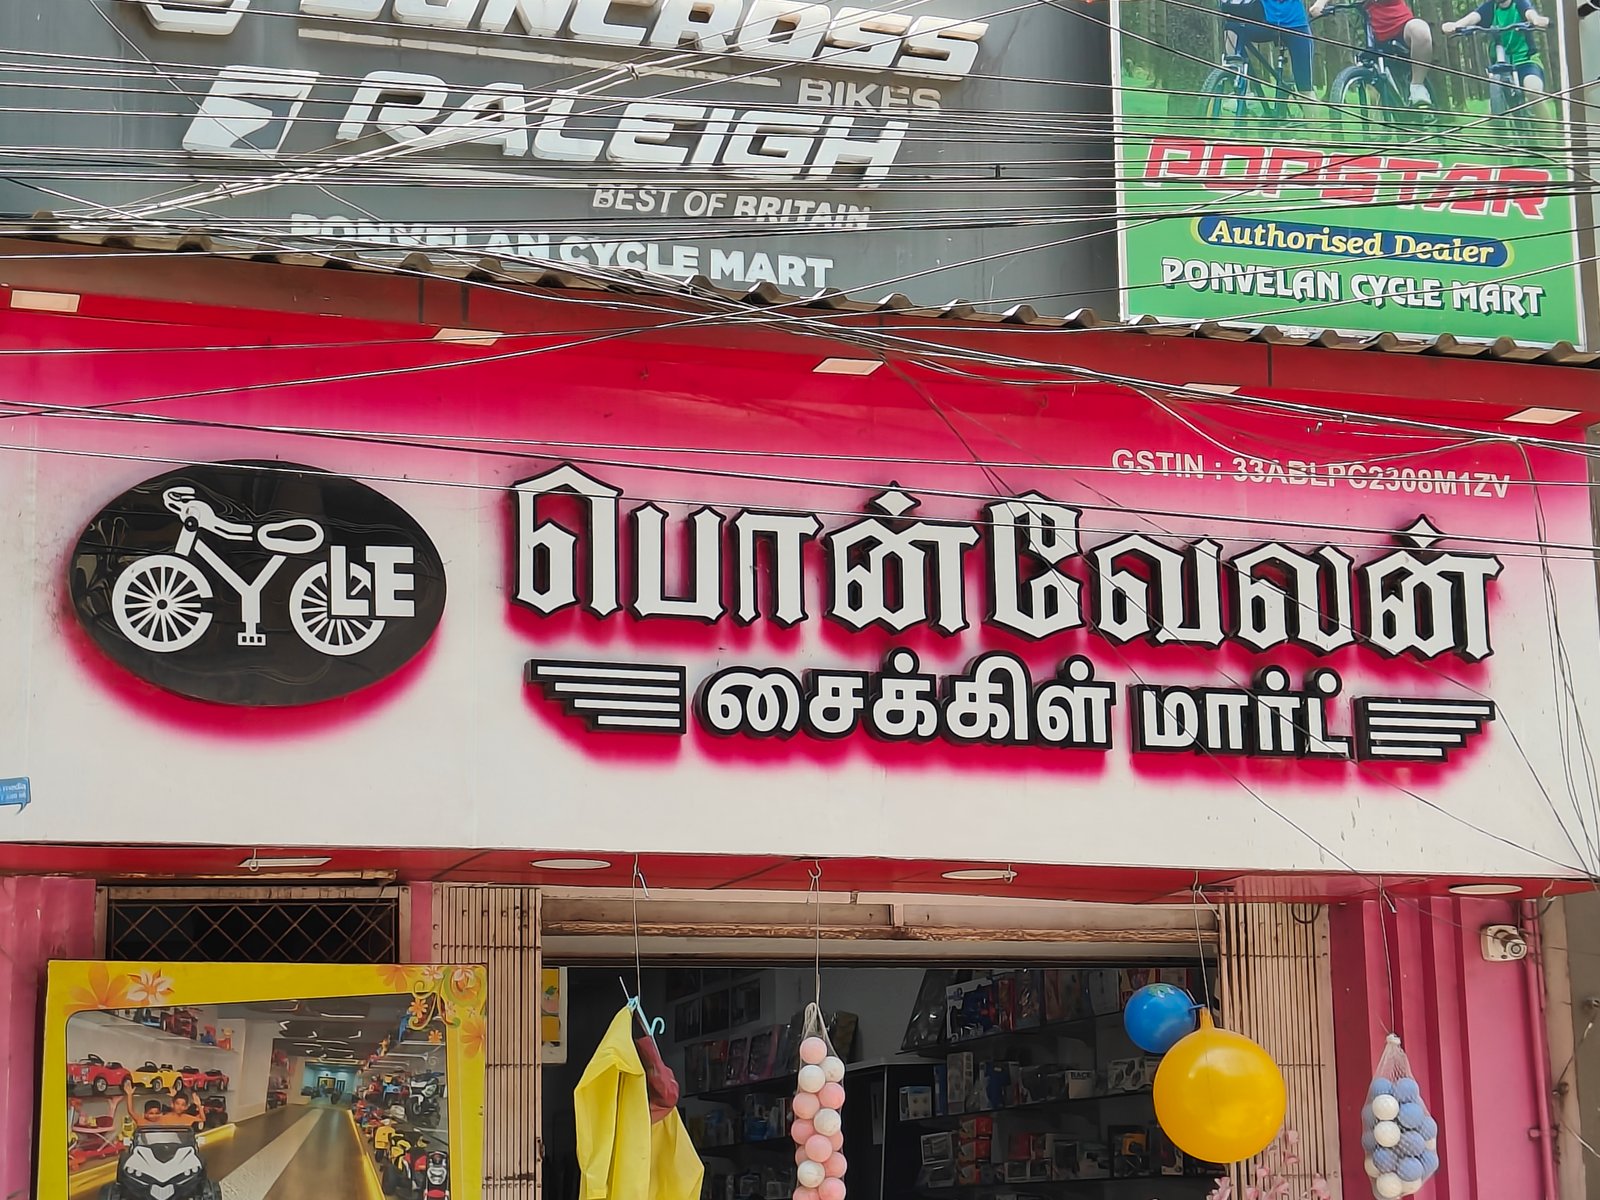 SUNCROSS
BIKES
RALEIGH
BEST OF BRITAIN
PONVELAN CYCLE MART
POPSTAR
Authorised Dealer
PONVELAN CYCLE MART
GSTIN : 33ABLPC2308M1ZV
CYCLE
பொன்வேலன்
சைக்கிள் மார்ட்